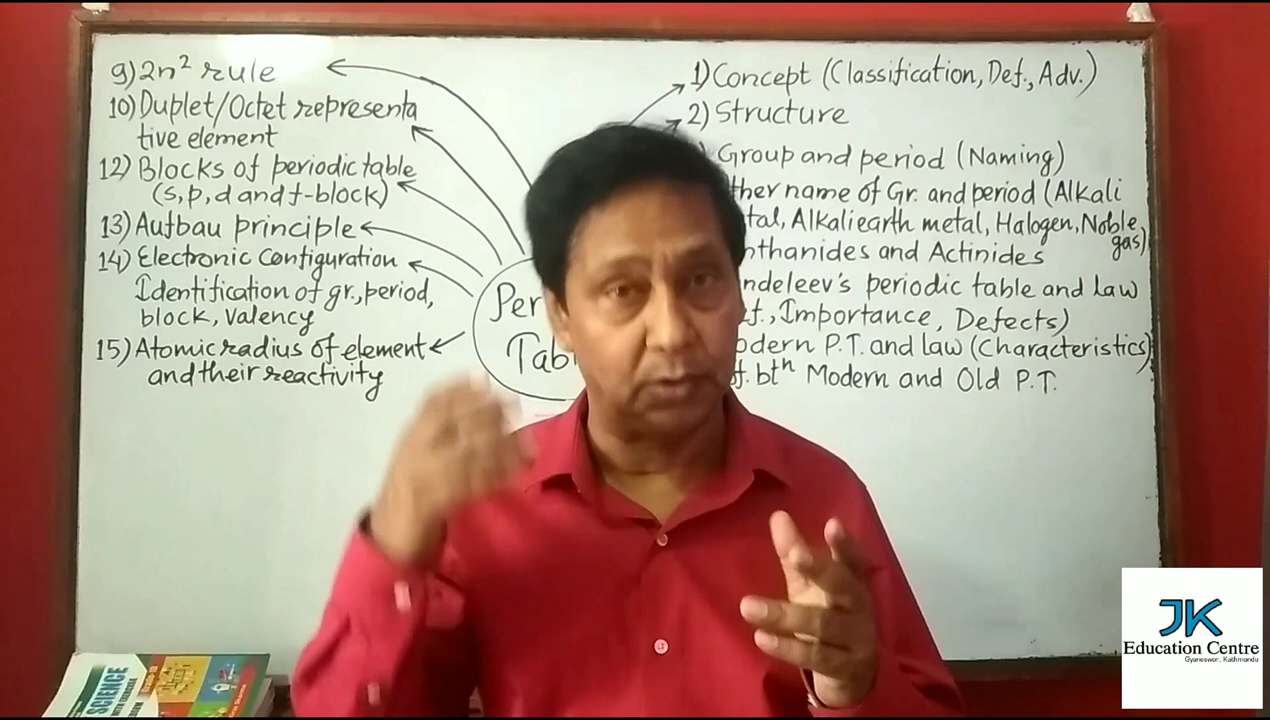 9) 2n² rule
10) Duplet/Octet representa
tive element
12) Blocks of periodic table
(s, p, d and f-block)
13) Aufbau principle
14) Electronic Configuration
Identification of gr., period,
block, valency
15) Atomic radius of element
and their reactivity
Per
Tab
1) Concept (Classification, Def., Adv.)
2) Structure
Group and period (Naming)
ther name of Gr. and period (Alkali
tal, Alkaliearth metal, Halogen, Noble
gas)
nthanides and Actinides
ndeleev's periodic table and law
f., Importance, Defects)
odern P.T. and law (Characteristics)
f. btⁿ Modern and Old P.T.
SCIENCE
JK
Education Centre
Gyaneswor, Kathmandu